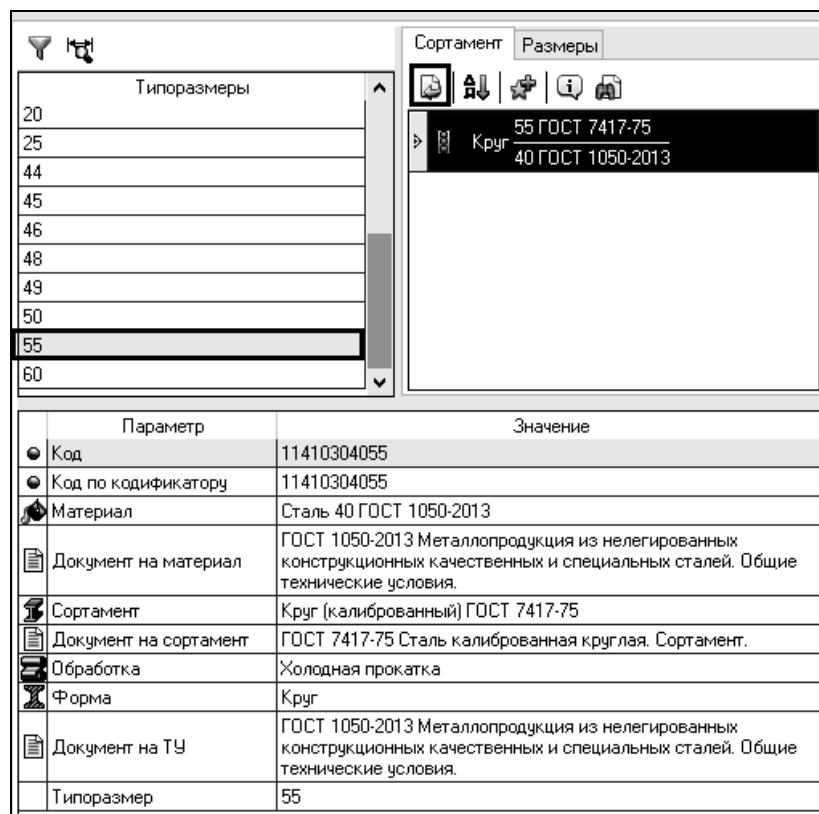 Сортамент Размеры
Типоразмеры
20
25
44
45
46
48
49
50
55
60
Круг 55 ГОСТ 7417-75
40 ГОСТ 1050-2013
Параметр Значение
Код 11410304055
Код по кодификатору 11410304055
Материал Сталь 40 ГОСТ 1050-2013
Документ на материал ГОСТ 1050-2013 Металлопродукция из нелегированных
конструкционных качественных и специальных сталей. Общие
технические условия.
Сортамент Круг (калиброванный) ГОСТ 7417-75
Документ на сортамент ГОСТ 7417-75 Сталь калиброванная круглая. Сортамент.
Обработка Холодная прокатка
Форма Круг
Документ на ТУ ГОСТ 1050-2013 Металлопродукция из нелегированных
конструкционных качественных и специальных сталей. Общие
технические условия.
Типоразмер 55